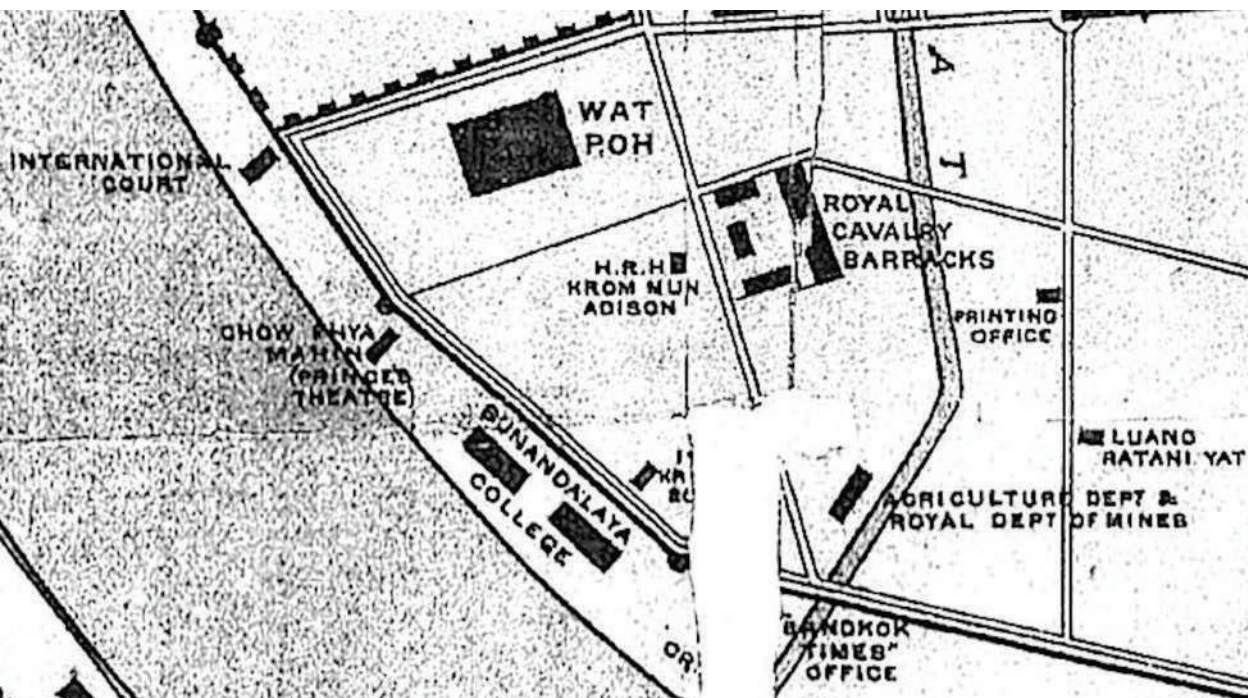 A
T
WAT
POH
INTERNATIONAL
COURT
ROYAL
CAVALRY
BARRACKS
H.R.H
KROM MUN
ADISON
PRINTING
OFFICE
CHOW PHYA
MAHIN
(PRINCES
THEATRE)
SUNANDALAYA
COLLEGE
LUANG
RATANI YAT
AGRICULTURE DEPT &
ROYAL DEPT OF MINES
"BANGKOK
TIMES"
OFFICE